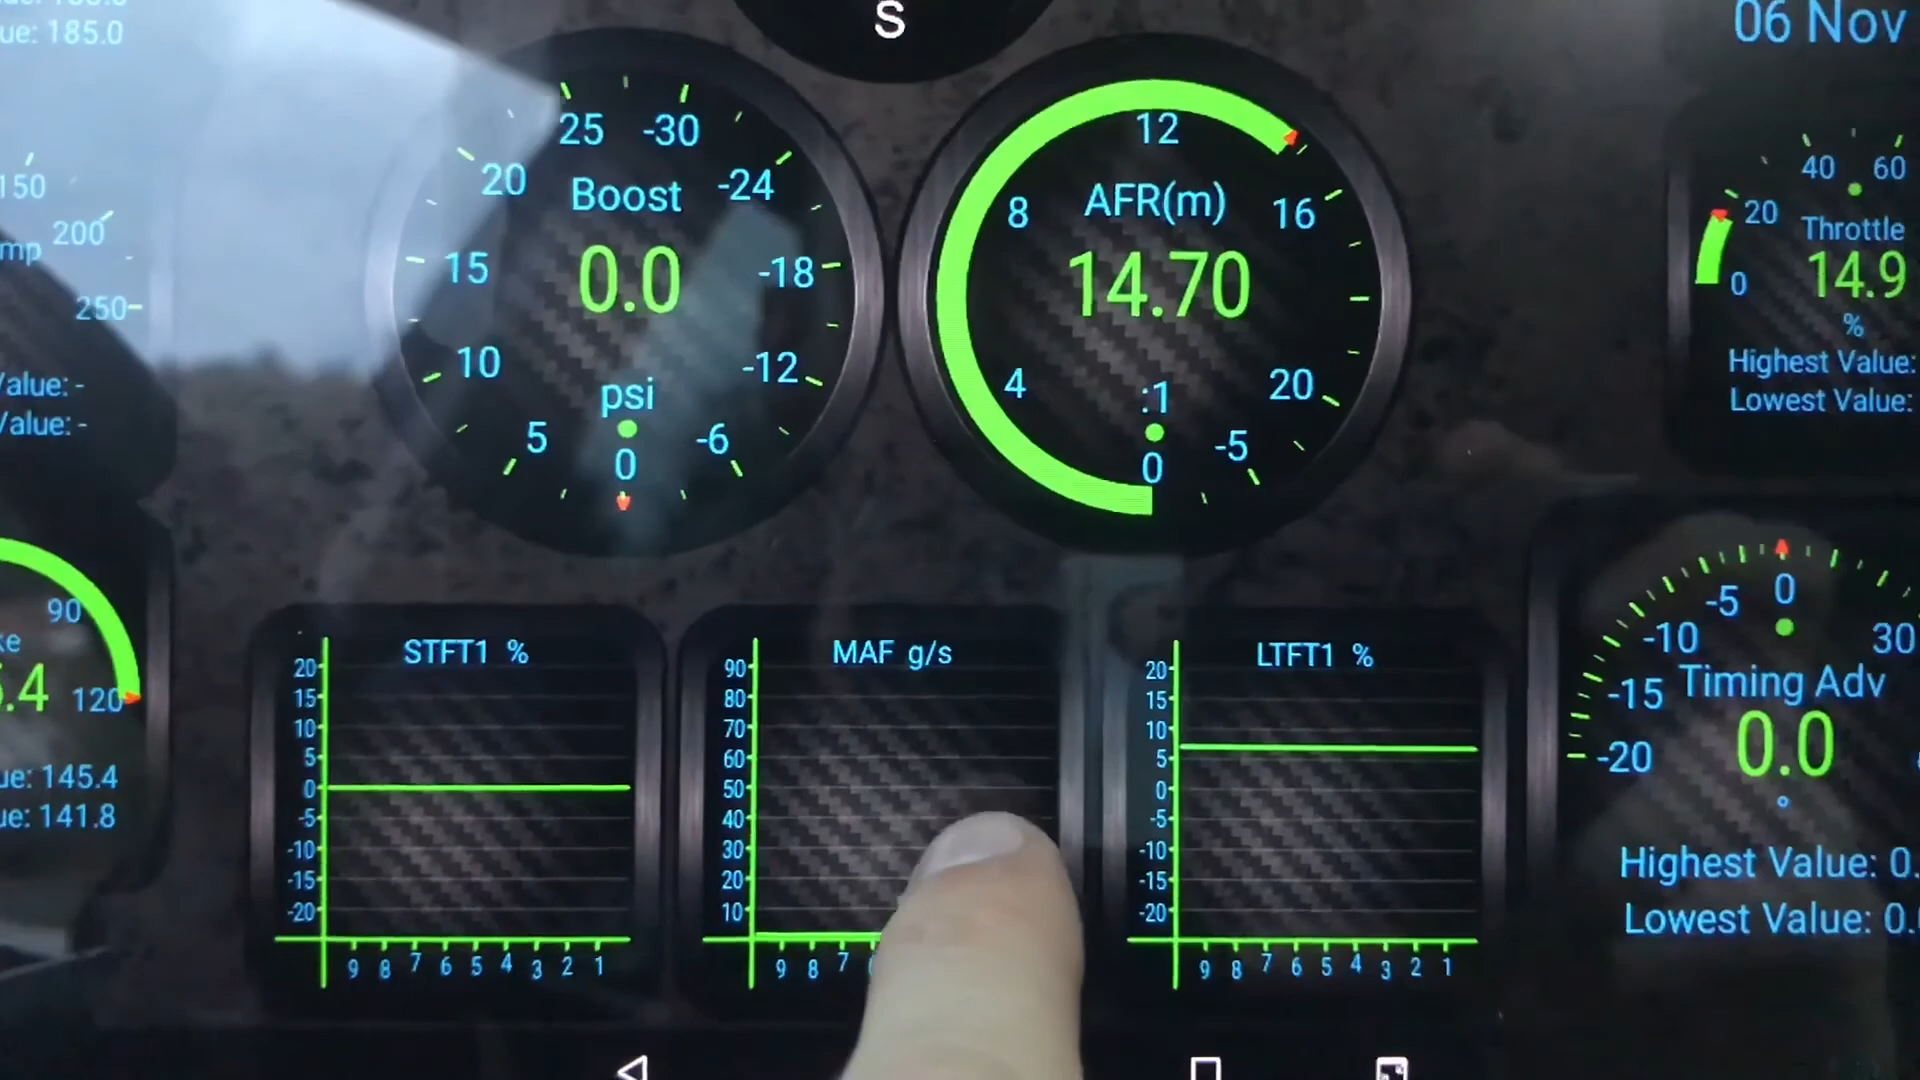 S
06 Nov
ue: 185.0
25 -30
20 Boost -24
15 0.0 -18
10 psi -12
5 0 -6
12
8 AFR(m) 16
14.70
4 :1 20
0 -5
40 60
20 Throttle
0 14.9
%
Highest Value:
Lowest Value:
150
200
mp
250
Value: -
Value: -
90
ke
5.4 120
ue: 145.4
ue: 141.8
STFT1 %
20
15
10
5
0
-5
-10
-15
-20
9 8 7 6 5 4 3 2 1
MAF g/s
90
80
70
60
50
40
30
20
10
9 8 7
LTFT1 %
20
15
10
5
0
-5
-10
-15
-20
9 8 7 6 5 4 3 2 1
-5 0
-10 30
-15 Timing Adv
-20 0.0
°
Highest Value: 0.
Lowest Value: 0.